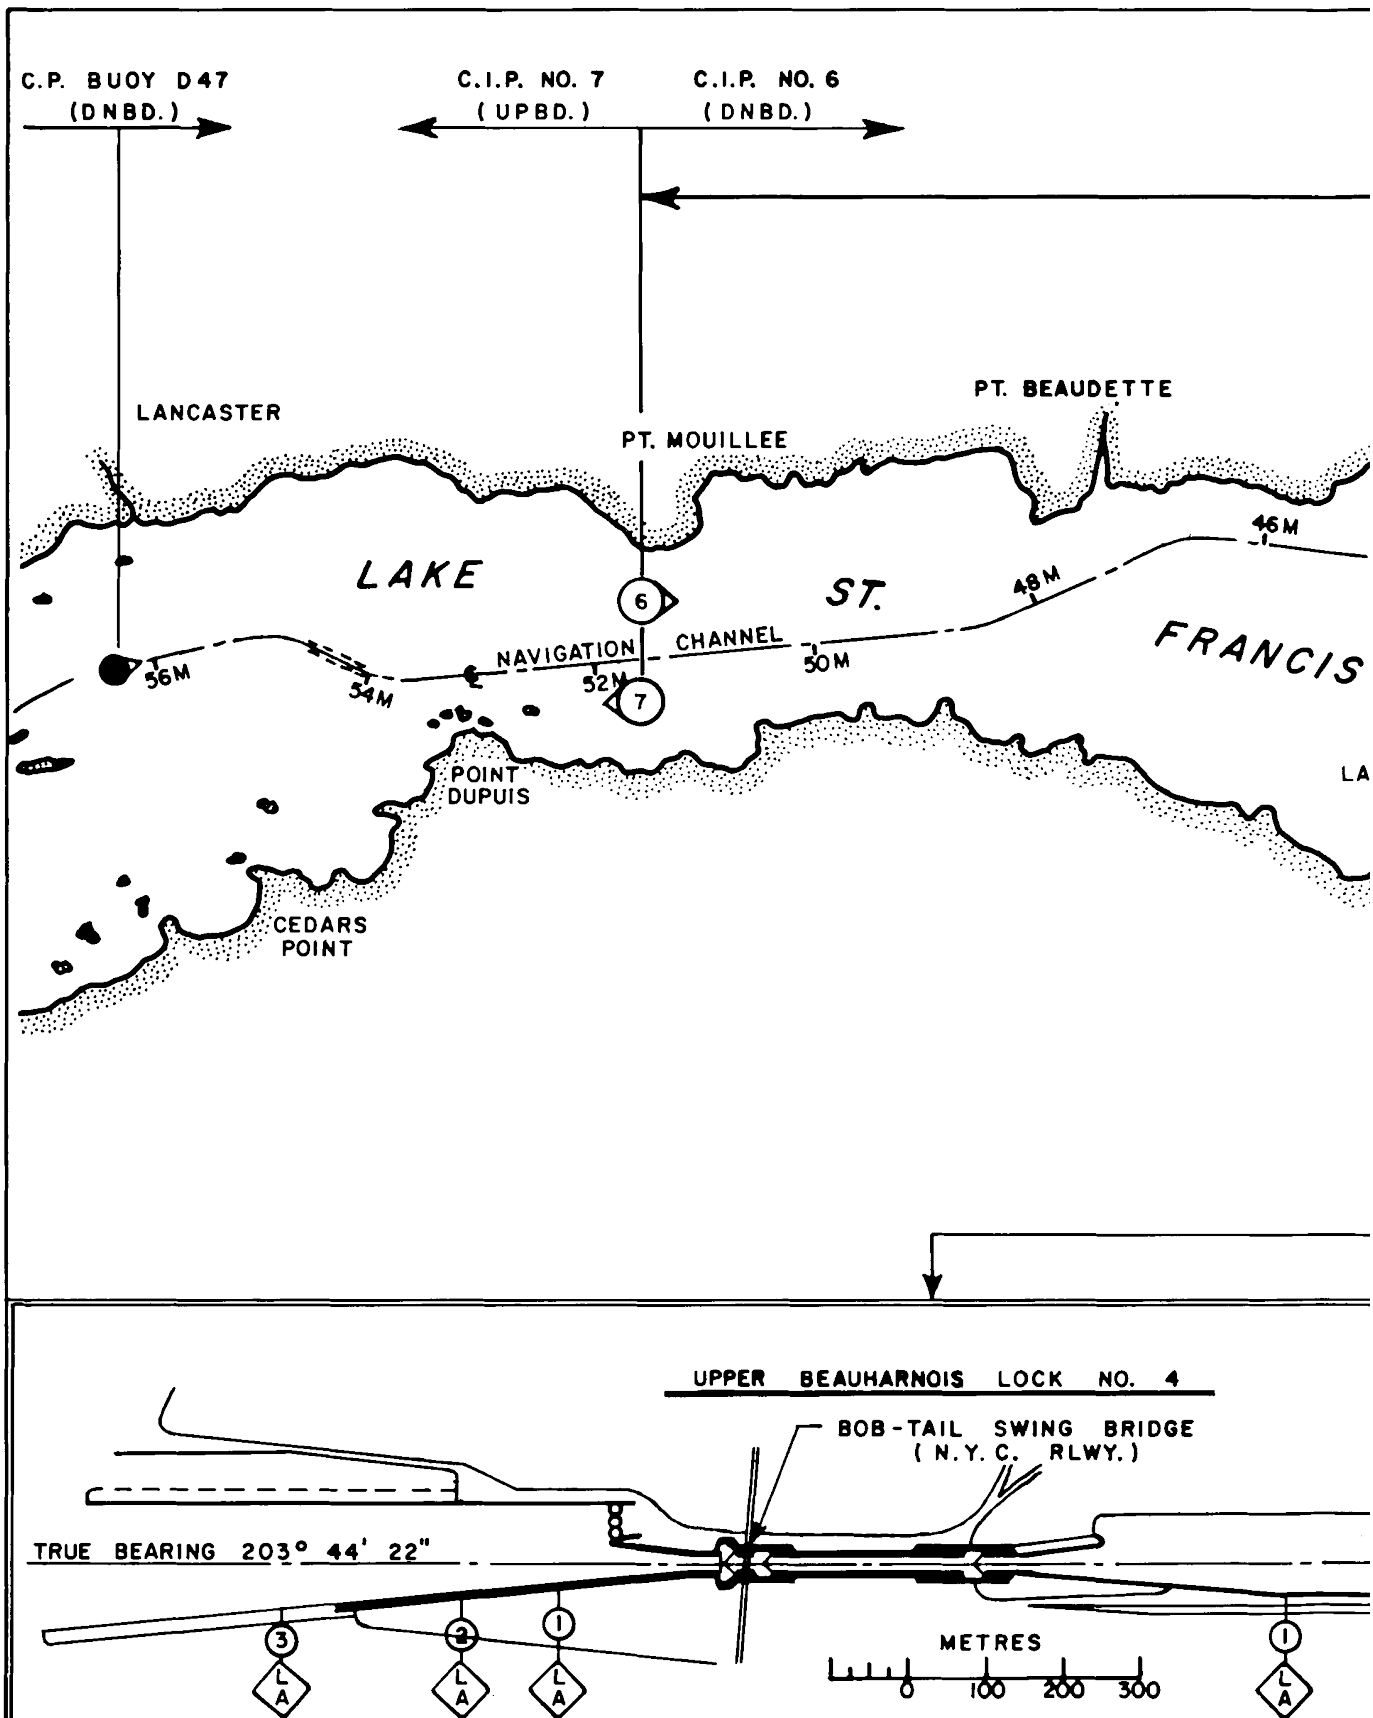 C.P. BUOY D47
(DNBD.)
C.I.P. NO. 7
(UPBD.)
C.I.P. NO. 6
(DNBD.)
PT. BEAUDETTE
LANCASTER
PT. MOUILLEE
46M
LAKE
ST.
48M
6
FRANCIS
NAVIGATION CHANNEL
50M
52M
56M
54M
7
POINT
DUPUIS
LA
CEDARS
POINT
UPPER BEAUHARNOIS LOCK NO. 4
BOB-TAIL SWING BRIDGE
(N.Y.C. RLWY.)
TRUE BEARING 203° 44' 22"
3
2
1
METRES
1
L
A
L
A
L
A
0 100 200 300
L
A